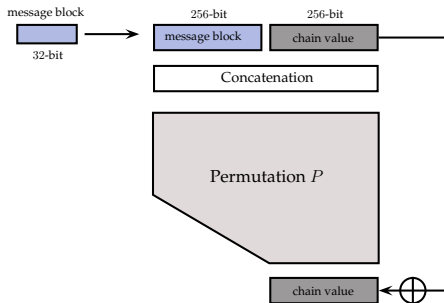 message block
32-bit
256-bit 256-bit
message block chain value
Concatenation
Permutation P
chain value